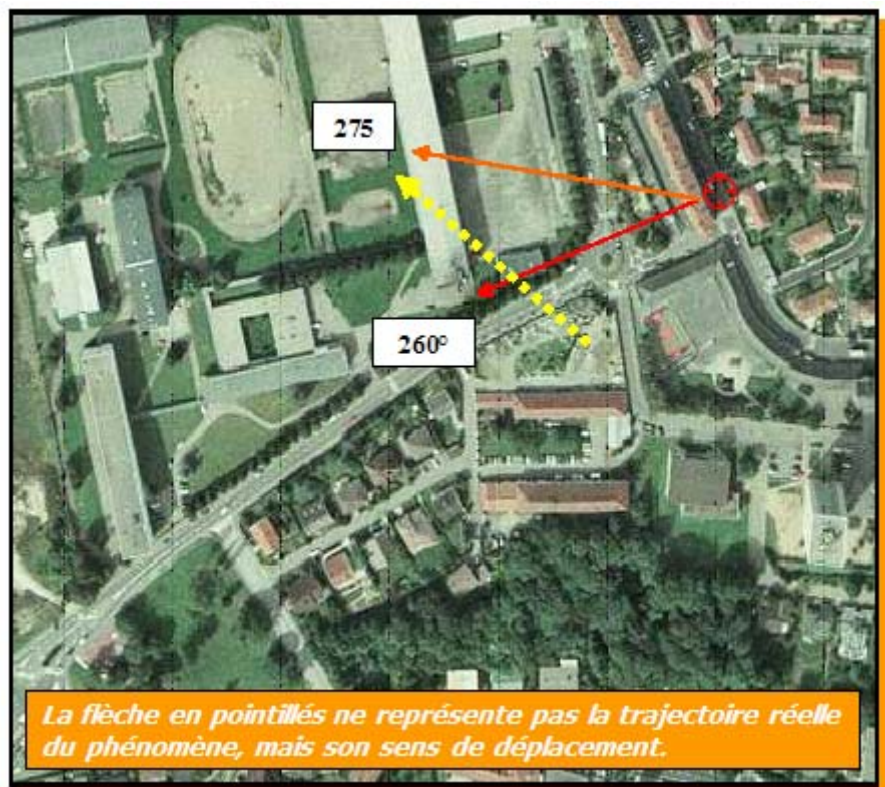 275
260°
La flèche en pointillés ne représente pas la trajectoire réelle
du phénomène, mais son sens de déplacement.